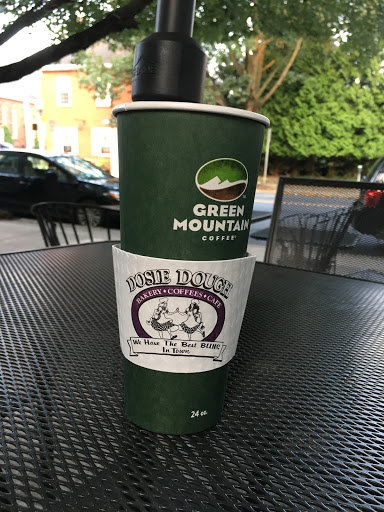 GREEN
MOUNTAIN
COFFEE®
DOSIE DOUGH
BAKERY • COFFEES • CAFE
We Have The Best BUNS
In Town
24 oz.